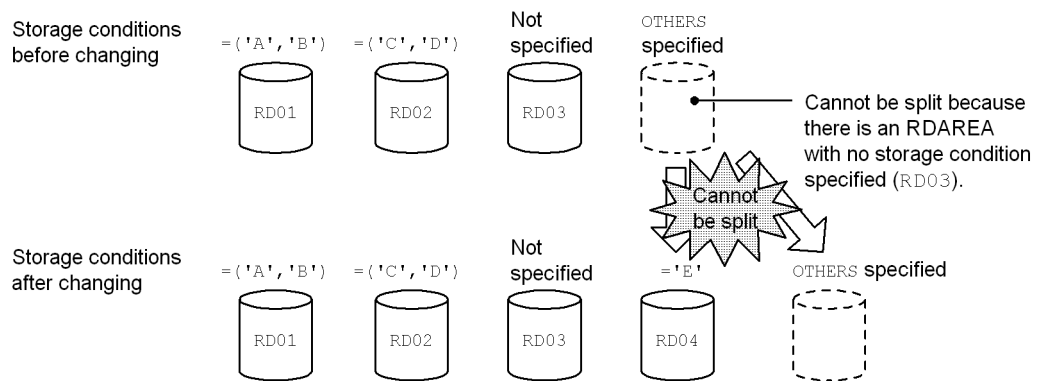 Storage conditions
before changing
=('A','B')
=('C','D')
Not
specified
OTHERS
specified
RD01
RD02
RD03
Cannot be split because
there is an RDAREA
with no storage condition
specified (RD03).
Cannot
be split
Storage conditions
after changing
=('A','B')
=('C','D')
Not
specified
='E'
OTHERS specified
RD01
RD02
RD03
RD04